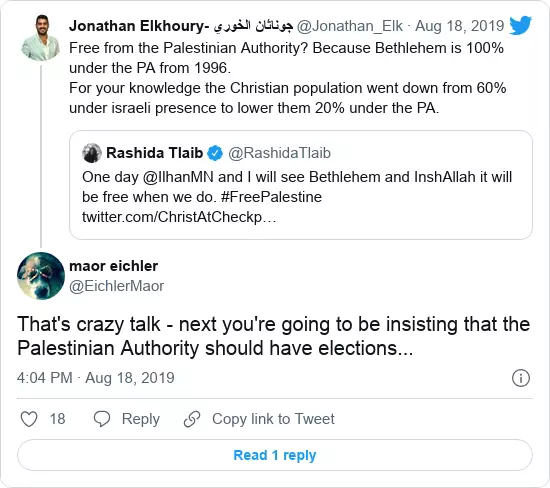 Jonathan Elkhoury- جوناثان الخوري @Jonathan_Elk · Aug 18, 2019
Free from the Palestinian Authority? Because Bethlehem is 100%
under the PA from 1996.
For your knowledge the Christian population went down from 60%
under israeli presence to lower them 20% under the PA.
Rashida Tlaib @RashidaTlaib
One day @IlhanMN and I will see Bethlehem and InshAllah it will
be free when we do. #FreePalestine
twitter.com/ChristAtCheckp…
maor eichler
@EichlerMaor
That's crazy talk - next you're going to be insisting that the
Palestinian Authority should have elections...
4:04 PM · Aug 18, 2019
18 Reply Copy link to Tweet
Read 1 reply